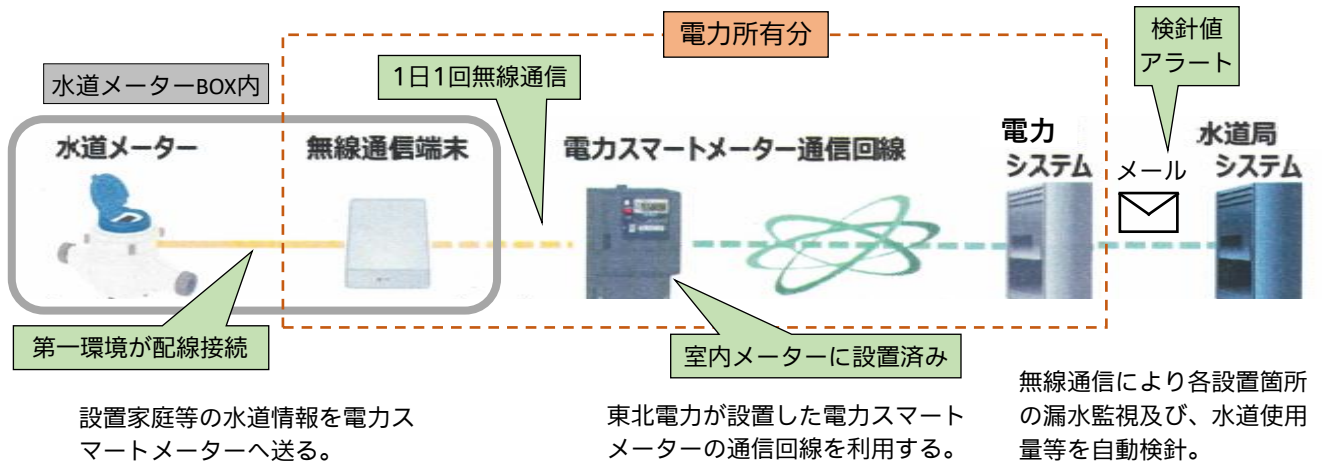 電力所有分
検針値
アラート
水道メーターBOX内
1日1回無線通信
水道メーター
無線通信端末
電力スマートメーター通信回線
電力
システム
メール
水道局
システム
第一環境が配線接続
室内メーターに設置済み
設置家庭等の水道情報を電力ス
マートメーターへ送る。
東北電力が設置した電力スマート
メーターの通信回線を利用する。
無線通信により各設置箇所
の漏水監視及び、水道使用
量等を自動検針。